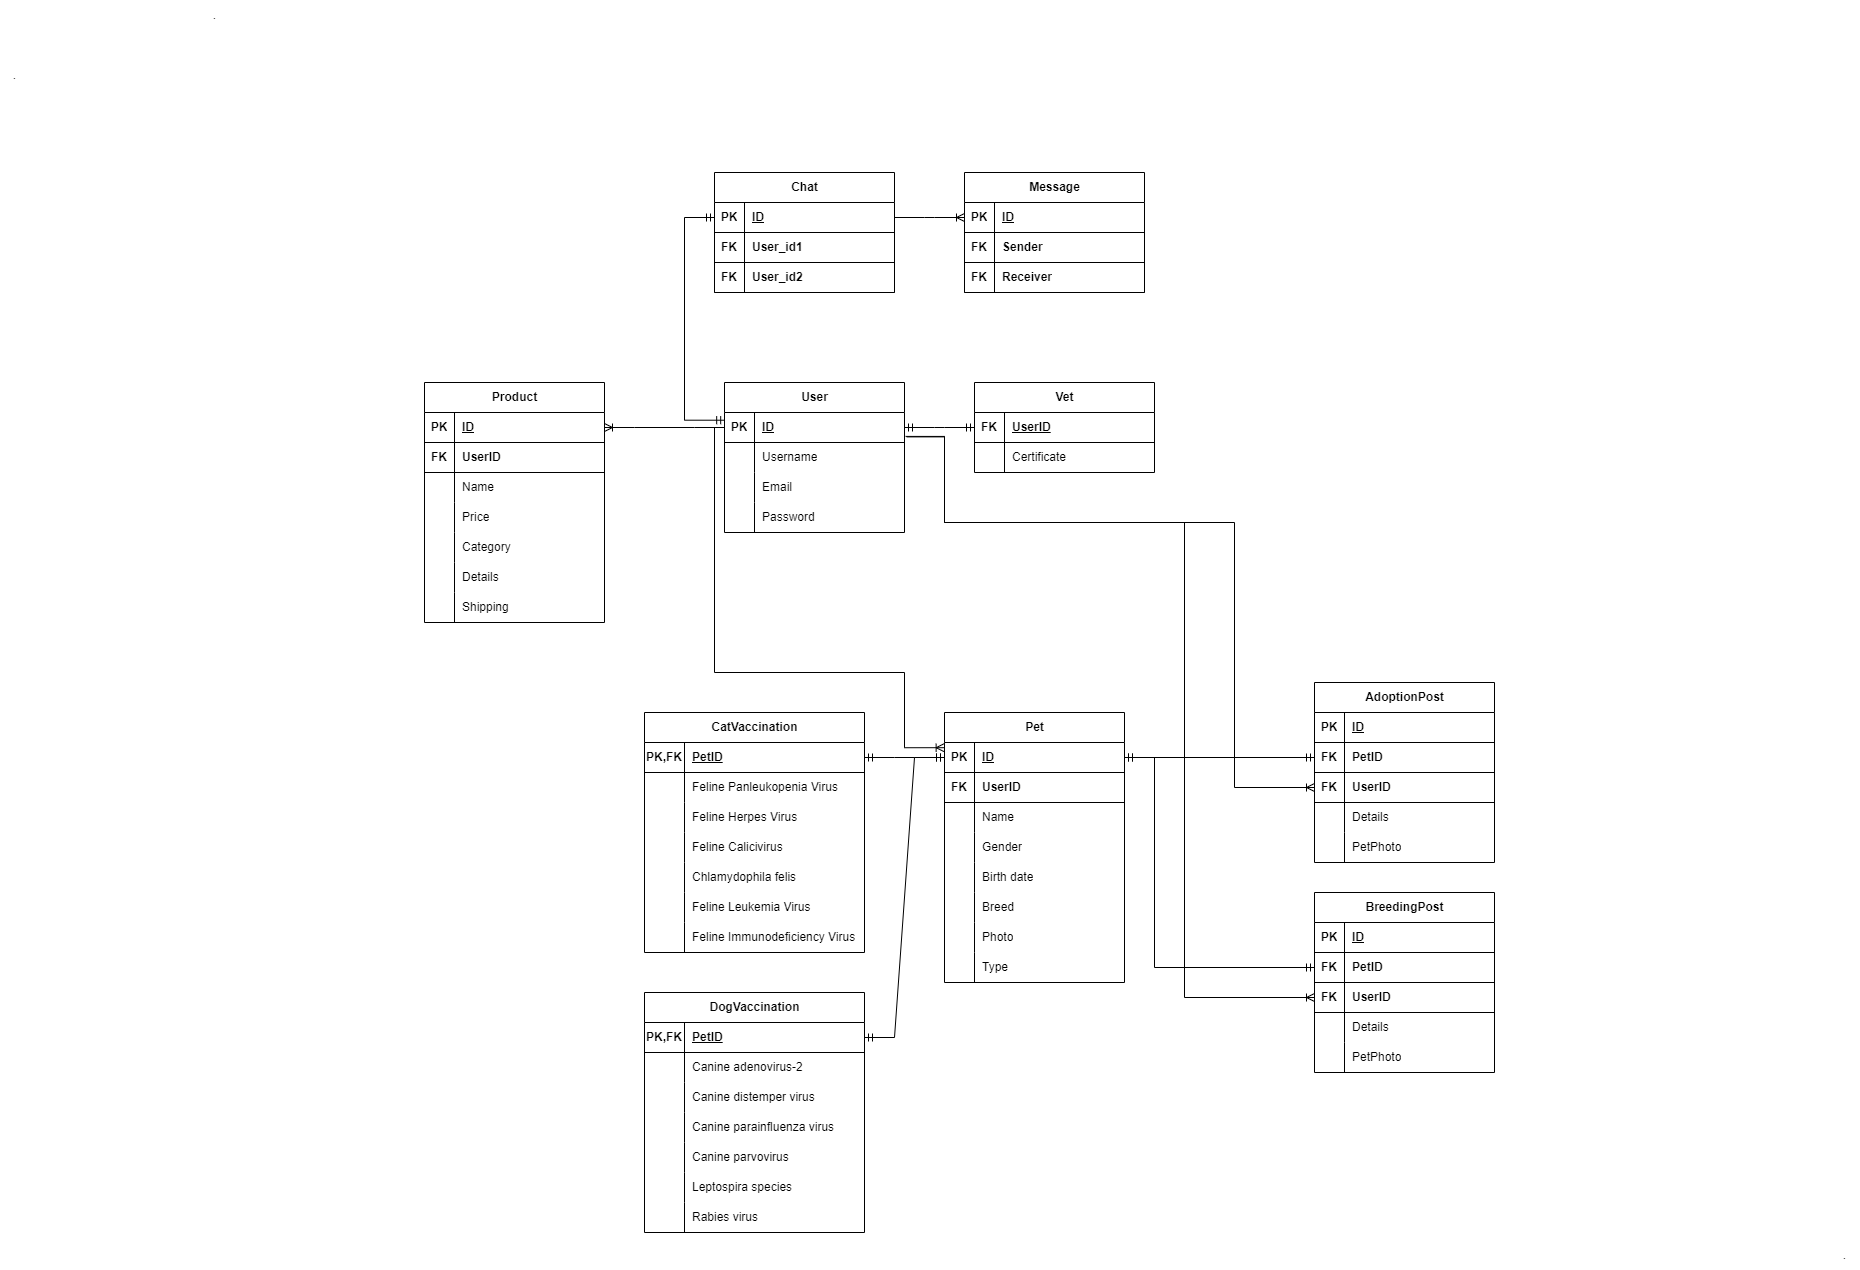 Chat
PK ID
FK User_id1
FK User_id2
Message
PK ID
FK Sender
FK Receiver
Product
PK ID
FK UserID
Name
Price
Category
Details
Shipping
User
PK ID
Username
Email
Password
Vet
FK UserID
Certificate
CatVaccination
PK,FK PetID
Feline Panleukopenia Virus
Feline Herpes Virus
Feline Calicivirus
Chlamydophila felis
Feline Leukemia Virus
Feline Immunodeficiency Virus
Pet
PK ID
FK UserID
Name
Gender
Birth date
Breed
Photo
Type
AdoptionPost
PK ID
FK PetID
FK UserID
Details
PetPhoto
BreedingPost
PK ID
FK PetID
FK UserID
Details
PetPhoto
DogVaccination
PK,FK PetID
Canine adenovirus-2
Canine distemper virus
Canine parainfluenza virus
Canine parvovirus
Leptospira species
Rabies virus